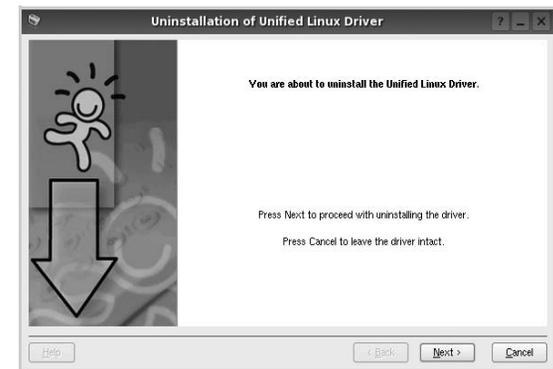 Uninstallation of Unified Linux Driver
You are about to uninstall the Unified Linux Driver.
Press Next to proceed with uninstalling the driver.
Press Cancel to leave the driver intact.
Help
< Back
Next >
Cancel